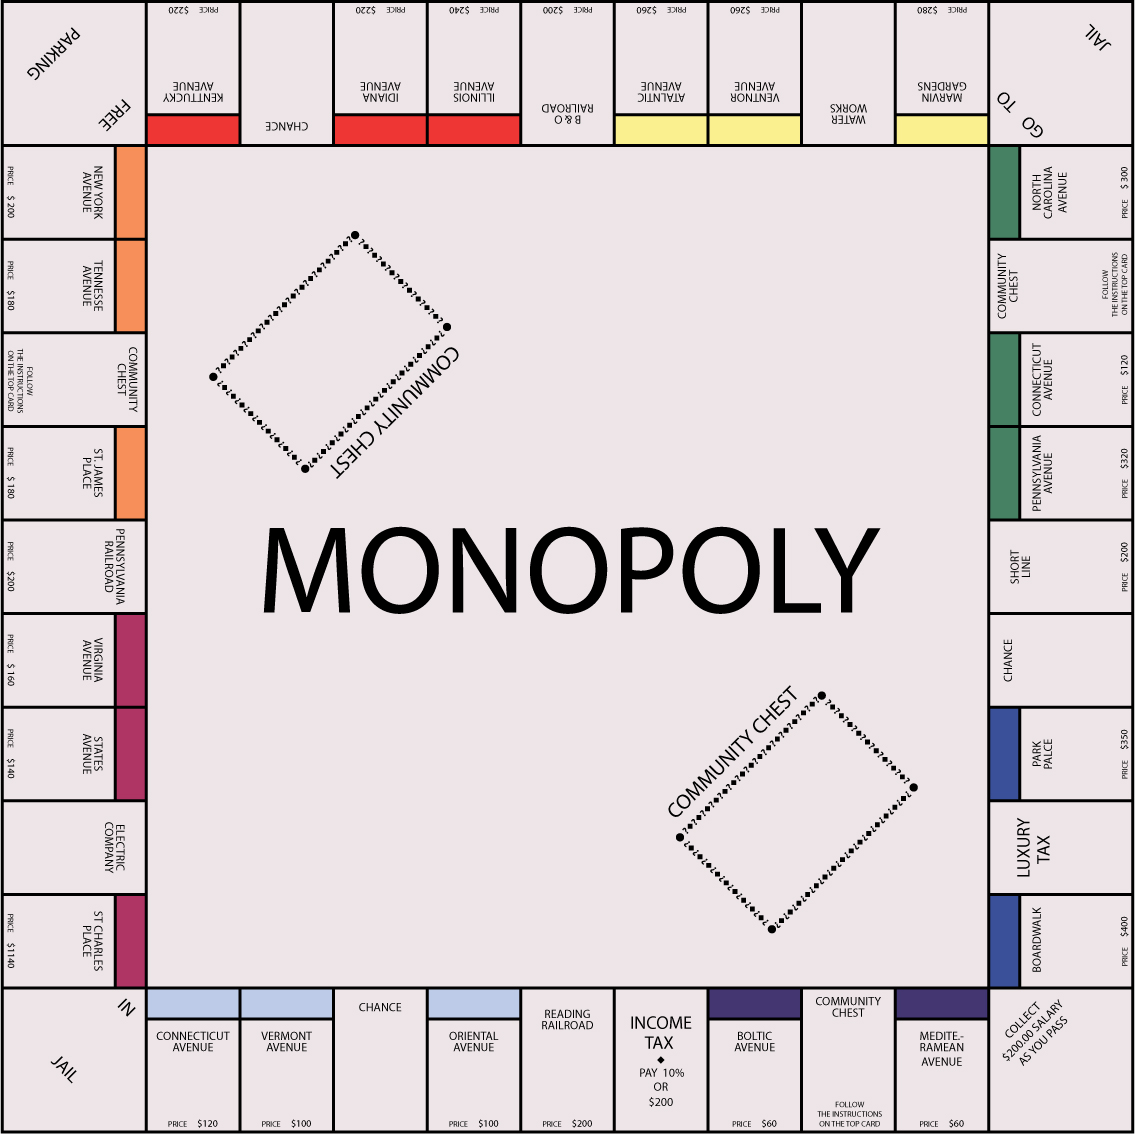 PRICE $220
KENTTUCKY
AVENUE
CHANCE
PRICE $220
IDIANA
AVENUE
PRICE $240
ILLINOIS
AVENUE
PRICE $200
B & O
RAILROAD
PRICE $260
ATALNTIC
AVENUE
PRICE $260
VENTNOR
AVENUE
WATER
WORKS
PRICE $280
MARVIN
GARDENS
FREE
PARKING
GO TO
JAIL
NEW YORK
AVENUE
PRICE $ 200
TENNESSE
AVENUE
PRICE $180
COMMUNITY
CHEST
FOLLOW
THE INSTRUCTIONS
ON THE TOP CARD
ST. JAMES
PLACE
PRICE $ 180
PENNSYLVANIA
RAILROAD
PRICE $200
VIRGINIA
AVENUE
PRICE $ 160
STATES
AVENUE
PRICE $140
ELECTRIC
COMPANY
ST CHARLES
PLACE
PRICE $1140
COMMUNITY CHEST
MONOPOLY
COMMUNITY CHEST
NORTH
CAROLINA
AVENUE
PRICE $ 300
COMMUNITY
CHEST
FOLLOW
THE INSTRUCTIONS
ON THE TOP CARD
CONNECTICUT
AVENUE
PRICE $120
PENNSYLVANIA
AVENUE
PRICE $320
SHORT
LINE
PRICE $200
CHANCE
PARK
PALCE
PRICE $350
LUXURY
TAX
BOARDWALK
PRICE $400
IN
JAIL
CONNECTICUT
AVENUE
PRICE $120
VERMONT
AVENUE
PRICE $100
CHANCE
ORIENTAL
AVENUE
PRICE $100
READING
RAILROAD
PRICE $200
INCOME
TAX
PAY 10%
OR
$200
BOLTIC
AVENUE
PRICE $60
COMMUNITY
CHEST
FOLLOW
THE INSTRUCTIONS
ON THE TOP CARD
MEDITE.-
RAMEAN
AVENUE
PRICE $60
COLLECT
$200.00 SALARY
AS YOU PASS